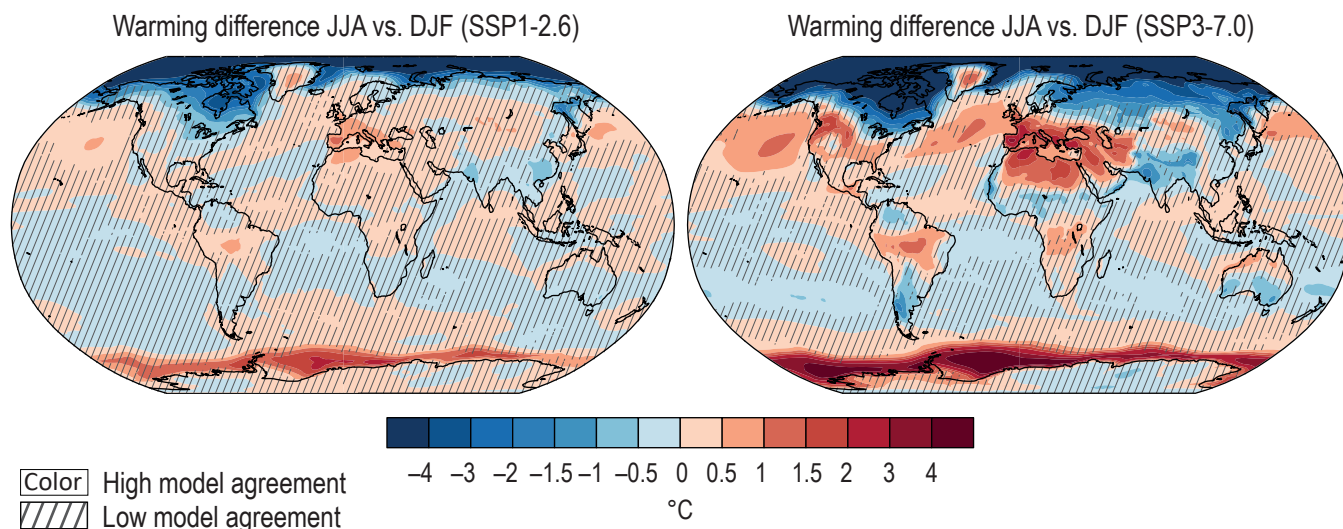 Warming difference JJA vs. DJF (SSP1-2.6)
Warming difference JJA vs. DJF (SSP3-7.0)
–4 –3 –2 –1.5 –1 –0.5 0 0.5 1 1.5 2 3 4
°C
Color High model agreement
Low model agreement